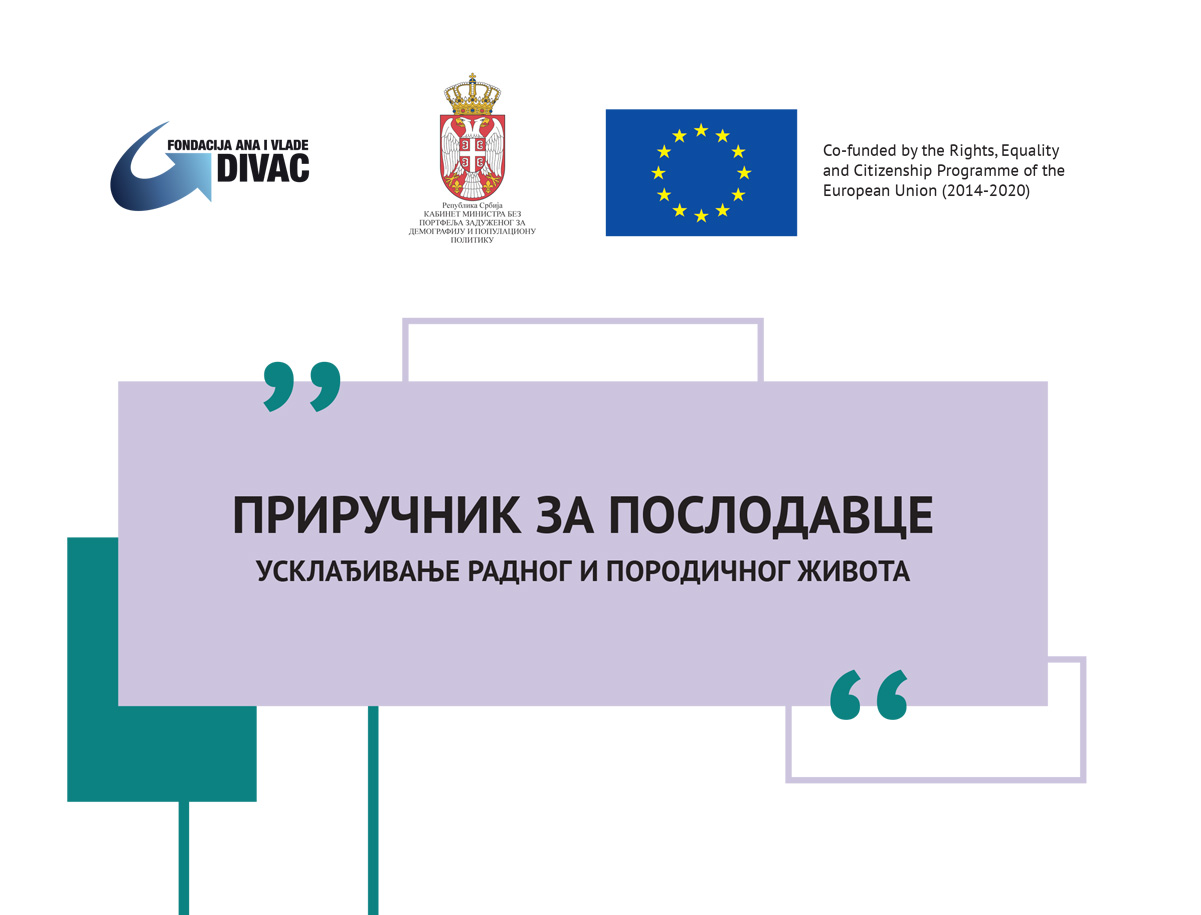 FONDACIJA ANA I VLADE
DIVAC
Република Србија
КАБИНЕТ МИНИСТРА БЕЗ
ПОРТФЕЉА ЗАДУЖЕНОГ ЗА
ДЕМОГРАФИЈУ И ПОПУЛАЦИОНУ
ПОЛИТИКУ
Co-funded by the Rights, Equality
and Citizenship Programme of the
European Union (2014-2020)
ПРИРУЧНИК ЗА ПОСЛОДАВЦЕ
УСКЛАЂИВАЊЕ РАДНОГ И ПОРОДИЧНОГ ЖИВОТА